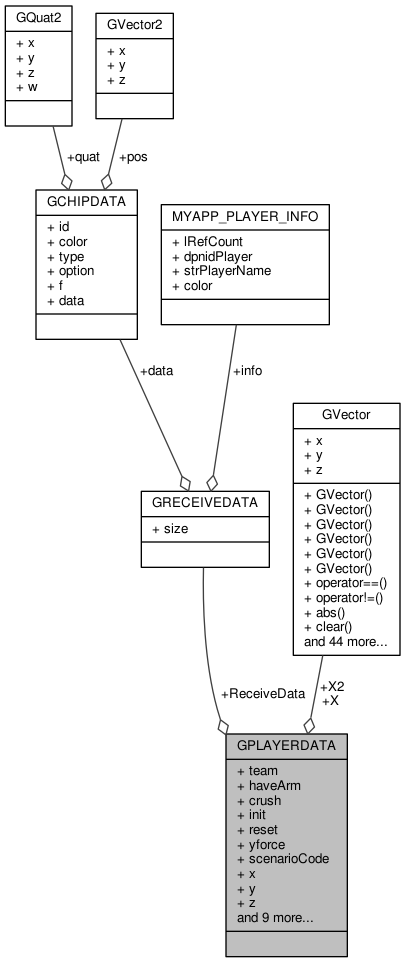 GQuat2
+ x
+ y
+ z
+ w
GVector2
+ x
+ y
+ z
+quat
+pos
GCHIPDATA
+ id
+ color
+ type
+ option
+ f
+ data
MYAPP_PLAYER_INFO
+ lRefCount
+ dpnidPlayer
+ strPlayerName
+ color
+data
+info
GVector
+ x
+ y
+ z
+ GVector()
+ GVector()
+ GVector()
+ GVector()
+ GVector()
+ GVector()
+ operator==()
+ operator!=()
+ abs()
+ clear()
and 44 more...
GRECEIVEDATA
+ size
+ReceiveData
+X2
+X
GPLAYERDATA
+ team
+ haveArm
+ crush
+ init
+ reset
+ yforce
+ scenarioCode
+ x
+ y
+ z
and 9 more...